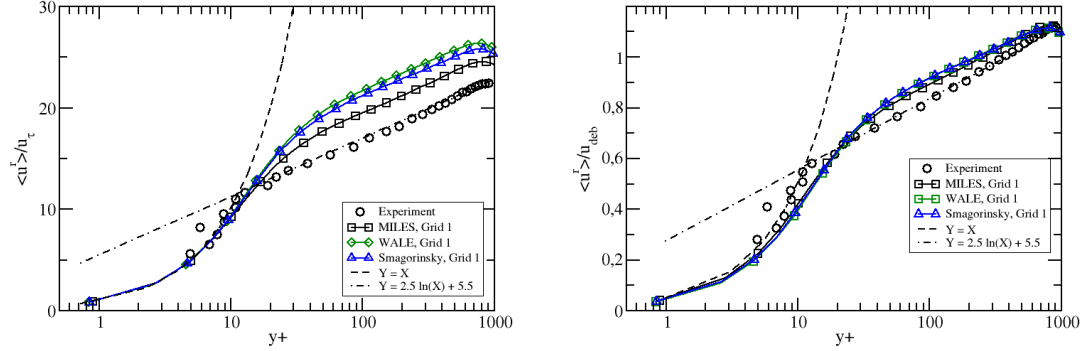 30
20
10
0
<u^r>/u_τ
1
10
100
1000
y+
Experiment
MILES, Grid 1
WALE, Grid 1
Smagorinsky, Grid 1
Y = X
Y = 2.5 ln(X) + 5.5
1
0,8
0,6
0,4
0,2
0
<u^r>/u_deb
1
10
100
1000
y+
Experiment
MILES, Grid 1
WALE, Grid 1
Smagorinsky, Grid 1
Y = X
Y = 2.5 ln(X) + 5.5